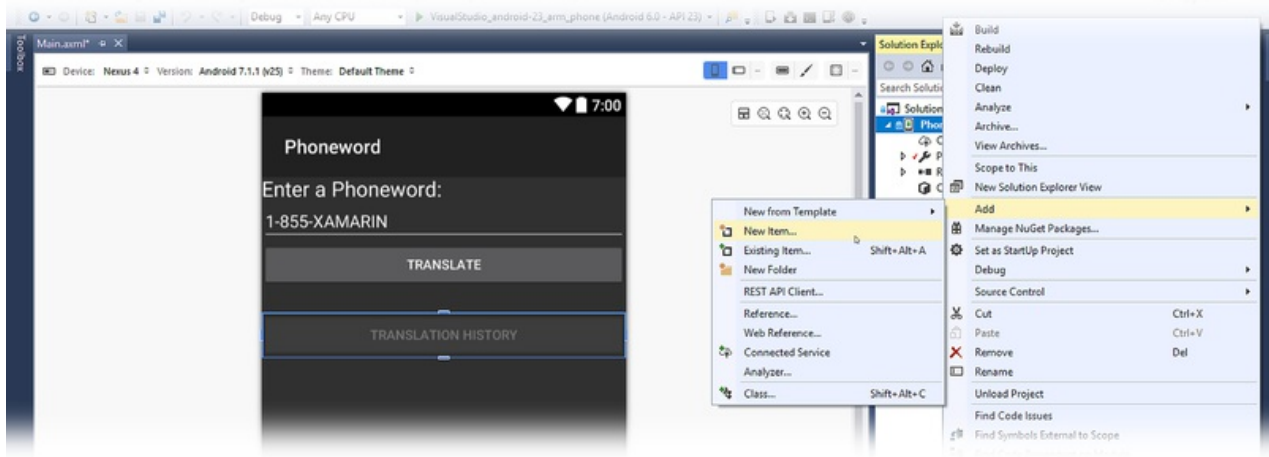 Debug Any CPU VisualStudio_android-23_arm_phone (Android 6.0 - API 23)
Toolbox
Main.axml*
Device: Nexus 4 Version: Android 7.1.1 (v25) Theme: Default Theme
7:00
Phoneword
Enter a Phoneword:
1-855-XAMARIN
TRANSLATE
TRANSLATION HISTORY
Solution Explo
Search Soluti
Solution
Phon
C
P
R
C
New from Template
New Item...
Existing Item... Shift+Alt+A
New Folder
REST API Client...
Reference...
Web Reference...
Connected Service
Analyzer...
Class... Shift+Alt+C
Build
Rebuild
Deploy
Clean
Analyze
Archive...
View Archives...
Scope to This
New Solution Explorer View
Add
Manage NuGet Packages...
Set as StartUp Project
Debug
Source Control
Cut Ctrl+X
Paste Ctrl+V
Remove Del
Rename
Unload Project
Find Code Issues
Find Symbols External to Scope